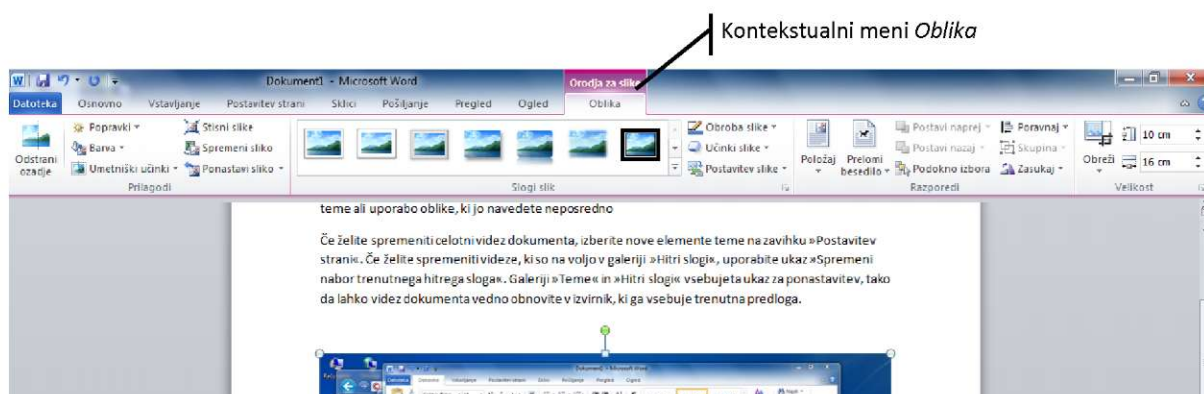 Kontekstualni meni Oblika
Dokument1 - Microsoft Word
Orodja za slike
Datoteka Osnovno Vstavljanje Postavitev strani Sklici Pošiljanje Pregled Ogled Oblika
Odstrani ozadje
Popravki
Barva
Umetniški učinki
Stisni slike
Spremeni sliko
Ponastavi sliko
Prilagodi
Slogi slik
Obroba slike
Učinki slike
Postavitev slike
Položaj
Prelomi besedilo
Postavi naprej
Postavi nazaj
Podokno izbora
Poravnaj
Skupina
Zasukaj
Razporedi
Obreži
10 cm
16 cm
Velikost
teme ali uporabo oblike, ki jo navedete neposredno
Če želite spremeniti celotni videz dokumenta, izberite nove elemente teme na zavihku »Postavitev
strani«. Če želite spremeniti videze, ki so na voljo v galeriji »Hitri slogi«, uporabite ukaz »Spremeni
nabor trenutnega hitrega sloga«. Galeriji »Teme« in »Hitri slogi« vsebujeta ukaz za ponastavitev, tako
da lahko videz dokumenta vedno obnovite v izvirnik, ki ga vsebuje trenutna predloga.
Dokument1 - Microsoft Word